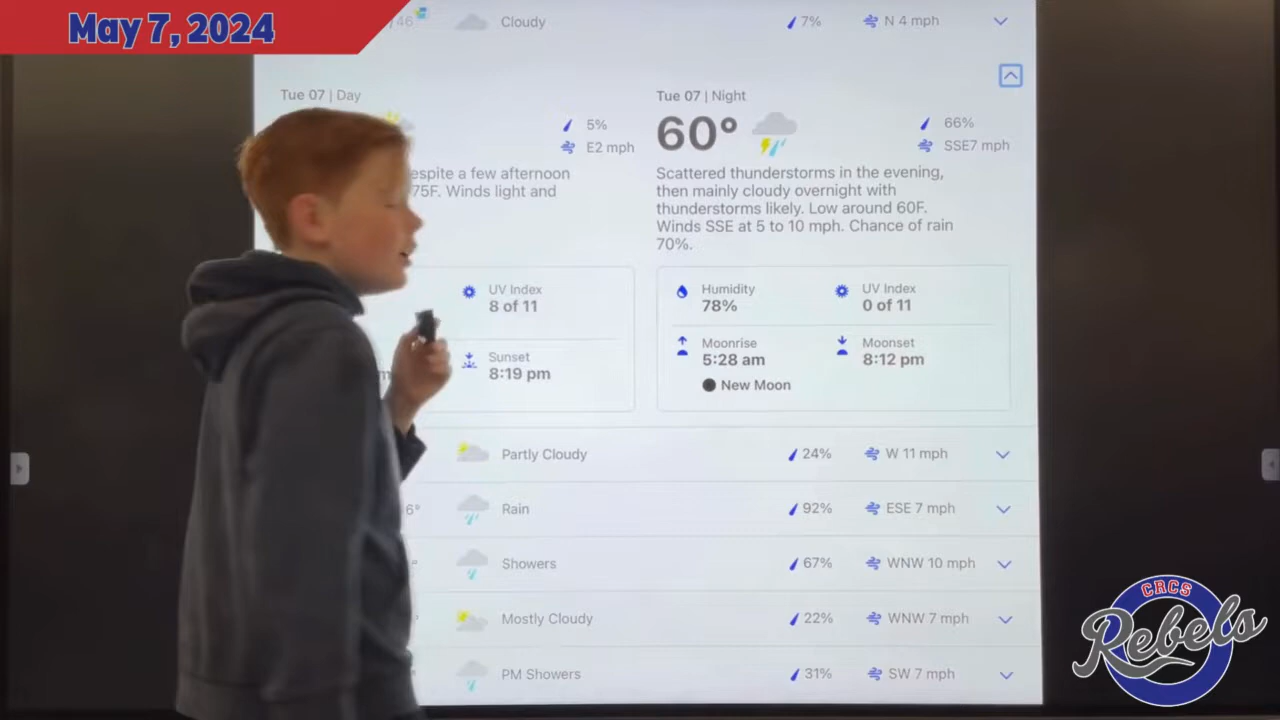 May 7, 2024
46
Cloudy
7%
N 4 mph
Tue 07 | Day
5%
E2 mph
espite a few afternoon
75F. Winds light and
UV Index
8 of 11
Sunset
8:19 pm
Tue 07 | Night
60°
66%
SSE7 mph
Scattered thunderstorms in the evening,
then mainly cloudy overnight with
thunderstorms likely. Low around 60F.
Winds SSE at 5 to 10 mph. Chance of rain
70%.
Humidity
78%
UV Index
0 of 11
Moonrise
5:28 am
New Moon
Moonset
8:12 pm
Partly Cloudy
24%
W 11 mph
6°
Rain
92%
ESE 7 mph
Showers
67%
WNW 10 mph
Mostly Cloudy
22%
WNW 7 mph
PM Showers
31%
SW 7 mph
CRCS
Rebels